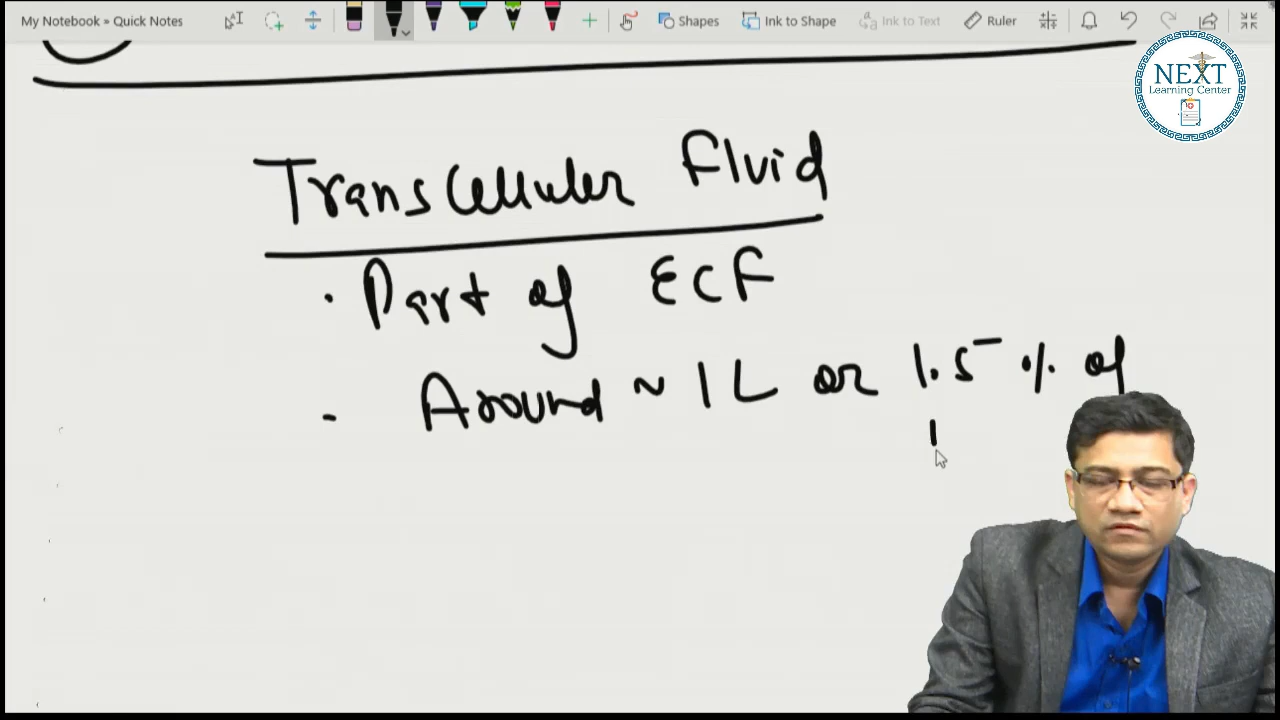 My Notebook » Quick Notes
Shapes
Ink to Shape
Ink to Text
Ruler
NEXT
Learning Center
Transcellular Fluid
· Part of ECF
- Around ~ 1 L or 1.5 % of